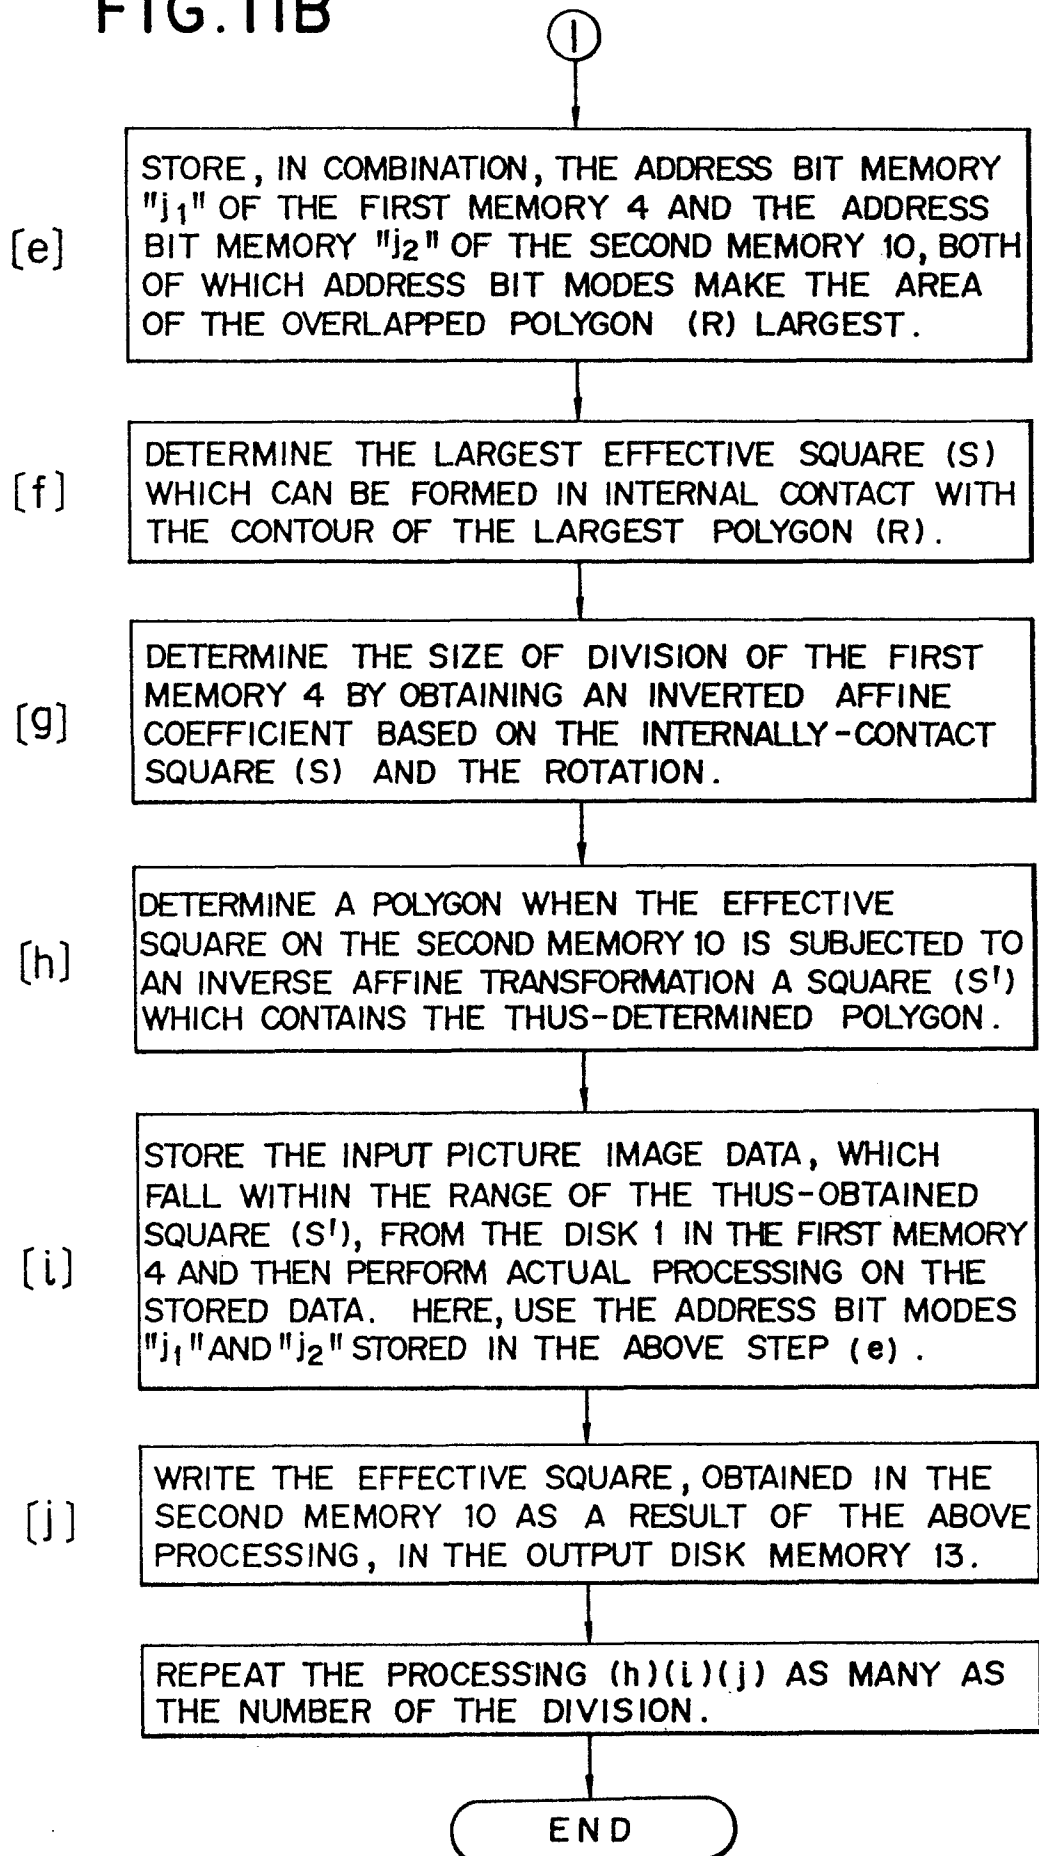 FIG. 11B
1
[e]
STORE, IN COMBINATION, THE ADDRESS BIT MEMORY
"j1" OF THE FIRST MEMORY 4 AND THE ADDRESS
BIT MEMORY "j2" OF THE SECOND MEMORY 10, BOTH
OF WHICH ADDRESS BIT MODES MAKE THE AREA
OF THE OVERLAPPED POLYGON (R) LARGEST.
[f]
DETERMINE THE LARGEST EFFECTIVE SQUARE (S)
WHICH CAN BE FORMED IN INTERNAL CONTACT WITH
THE CONTOUR OF THE LARGEST POLYGON (R).
[g]
DETERMINE THE SIZE OF DIVISION OF THE FIRST
MEMORY 4 BY OBTAINING AN INVERTED AFFINE
COEFFICIENT BASED ON THE INTERNALLY-CONTACT
SQUARE (S) AND THE ROTATION.
[h]
DETERMINE A POLYGON WHEN THE EFFECTIVE
SQUARE ON THE SECOND MEMORY 10 IS SUBJECTED TO
AN INVERSE AFFINE TRANSFORMATION A SQUARE (S')
WHICH CONTAINS THE THUS-DETERMINED POLYGON.
[i]
STORE THE INPUT PICTURE IMAGE DATA, WHICH
FALL WITHIN THE RANGE OF THE THUS-OBTAINED
SQUARE (S'), FROM THE DISK 1 IN THE FIRST MEMORY
4 AND THEN PERFORM ACTUAL PROCESSING ON THE
STORED DATA. HERE, USE THE ADDRESS BIT MODES
"j1" AND "j2" STORED IN THE ABOVE STEP (e).
[j]
WRITE THE EFFECTIVE SQUARE, OBTAINED IN THE
SECOND MEMORY 10 AS A RESULT OF THE ABOVE
PROCESSING, IN THE OUTPUT DISK MEMORY 13.
REPEAT THE PROCESSING (h)(i)(j) AS MANY AS
THE NUMBER OF THE DIVISION.
END